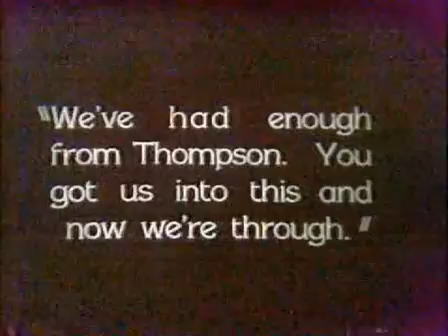 "We've had enough
from Thompson. You
got us into this and
now we're through."